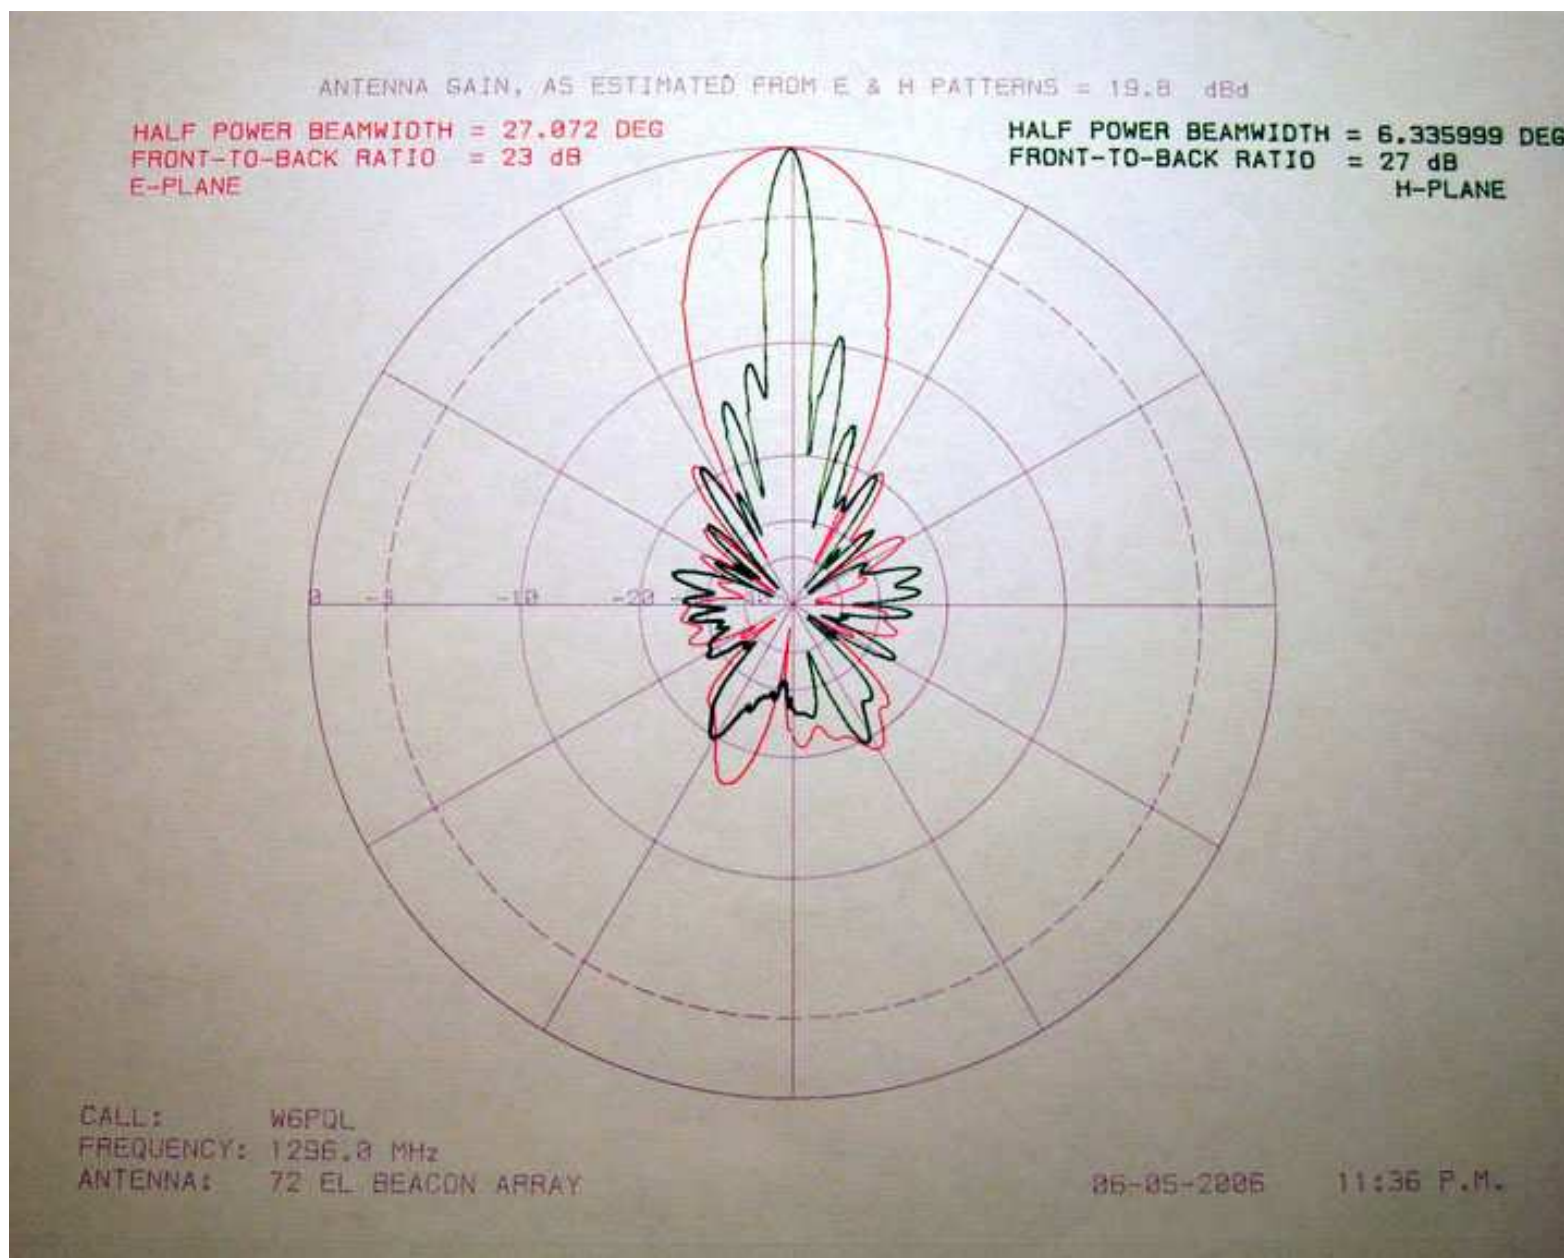 ANTENNA GAIN, AS ESTIMATED FROM E & H PATTERNS = 19.8 dBd
HALF POWER BEAMWIDTH = 27.072 DEG
FRONT-TO-BACK RATIO = 23 dB
E-PLANE
HALF POWER BEAMWIDTH = 6.335999 DEG
FRONT-TO-BACK RATIO = 27 dB
H-PLANE
0 -5 -10 -20
CALL: W6PQL
FREQUENCY: 1296.0 MHz
ANTENNA: 72 EL BEACON ARRAY
06-05-2006 11:36 P.M.